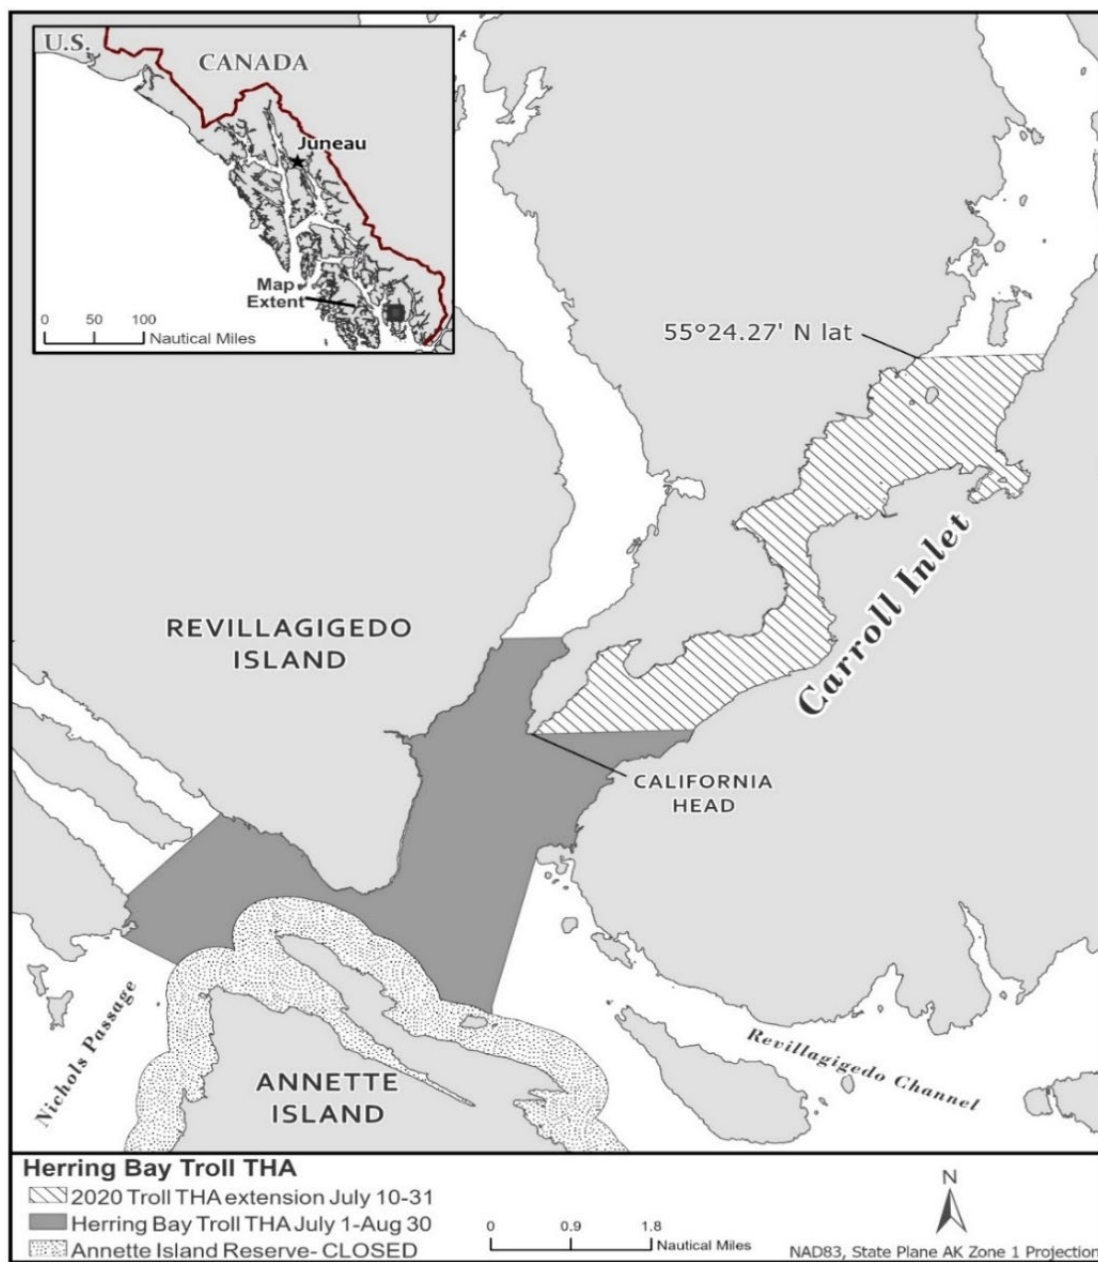 U.S.
CANADA
Juneau
Map
Extent
0 50 100
Nautical Miles
55°24.27' N lat
Carroll Inlet
REVILLAGIGEDO
ISLAND
CALIFORNIA
HEAD
Nichols Passage
ANNETTE
ISLAND
Revillagigedo Channel
Herring Bay Troll THA
2020 Troll THA extension July 10-31
Herring Bay Troll THA July 1-Aug 30
Annette Island Reserve- CLOSED
0 0.9 1.8
Nautical Miles
N
NAD83, State Plane AK Zone 1 Projection